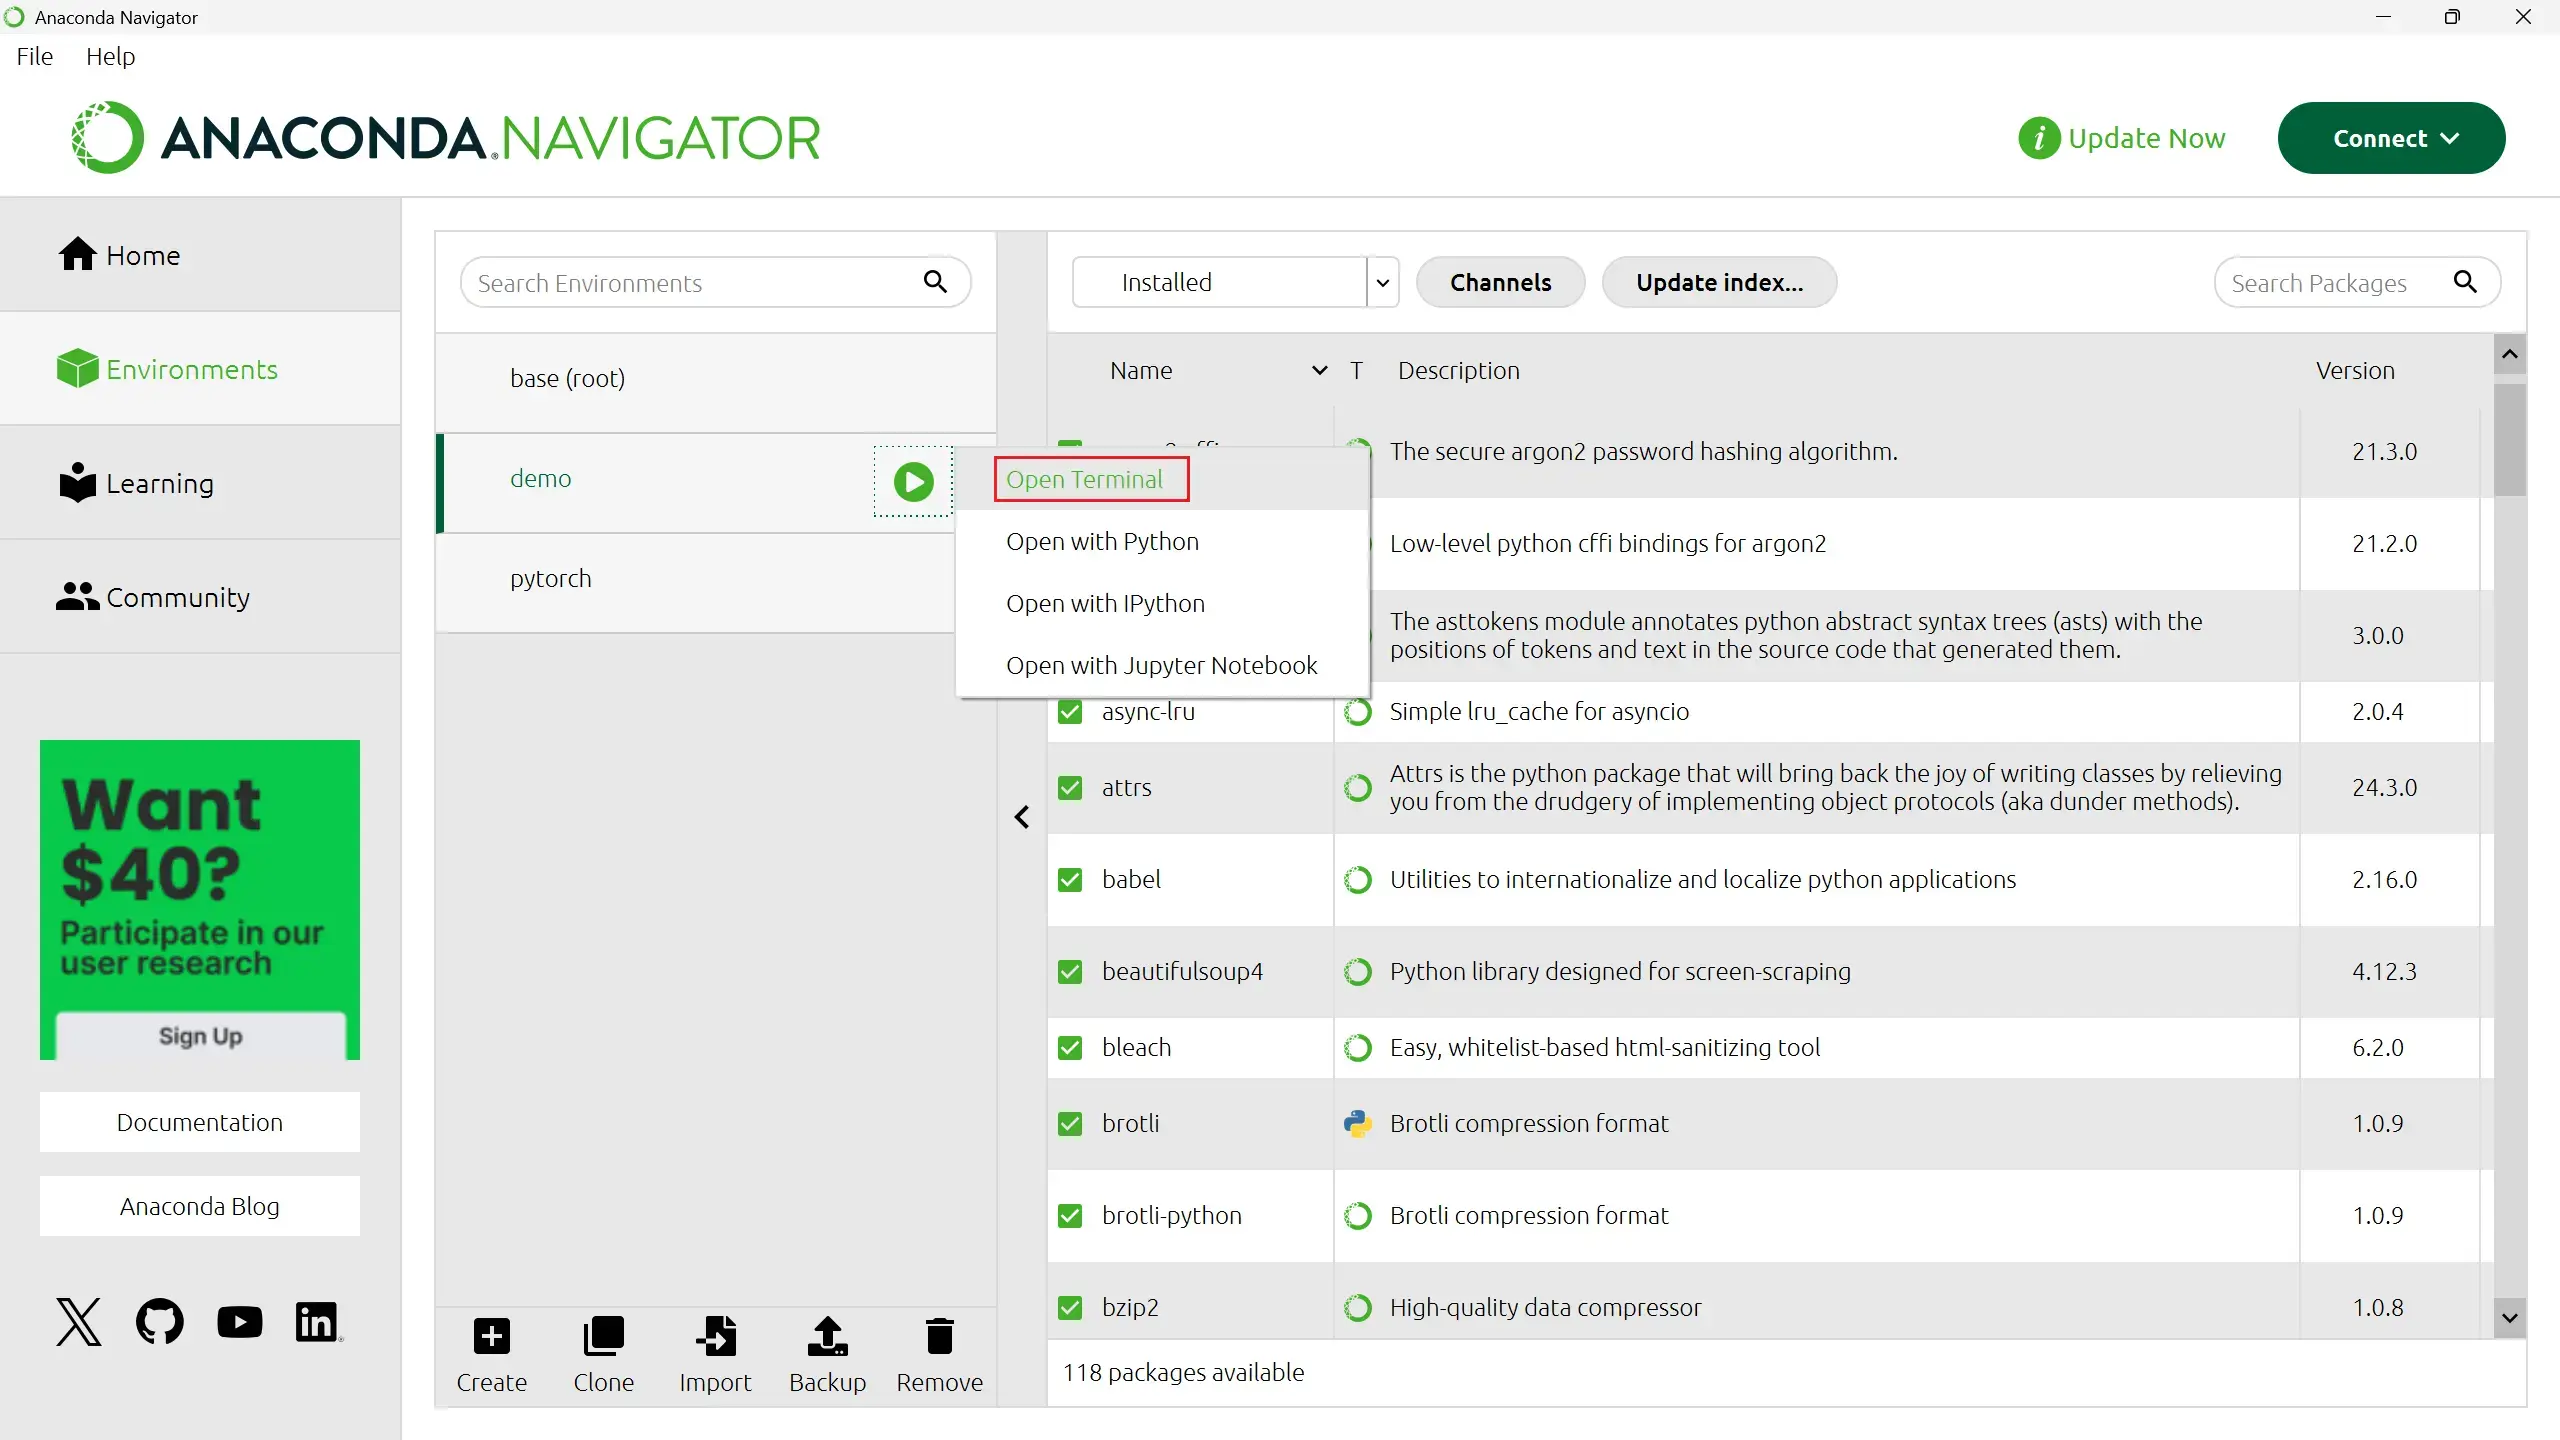 Anaconda Navigator
File Help
ANACONDA.NAVIGATOR
Update Now
Connect
Home
Environments
Learning
Community
Want
$40?
Participate in our
user research
Sign Up
Documentation
Anaconda Blog
Search Environments
base (root)
demo
pytorch
Open Terminal
Open with Python
Open with IPython
Open with Jupyter Notebook
Create Clone Import Backup Remove
Installed Channels Update index... Search Packages
Name T Description Version
The secure argon2 password hashing algorithm. 21.3.0
Low-level python cffi bindings for argon2 21.2.0
The asttokens module annotates python abstract syntax trees (asts) with the
positions of tokens and text in the source code that generated them. 3.0.0
async-lru Simple lru_cache for asyncio 2.0.4
attrs Attrs is the python package that will bring back the joy of writing classes by relieving
you from the drudgery of implementing object protocols (aka dunder methods). 24.3.0
babel Utilities to internationalize and localize python applications 2.16.0
beautifulsoup4 Python library designed for screen-scraping 4.12.3
bleach Easy, whitelist-based html-sanitizing tool 6.2.0
brotli Brotli compression format 1.0.9
brotli-python Brotli compression format 1.0.9
bzip2 High-quality data compressor 1.0.8
118 packages available